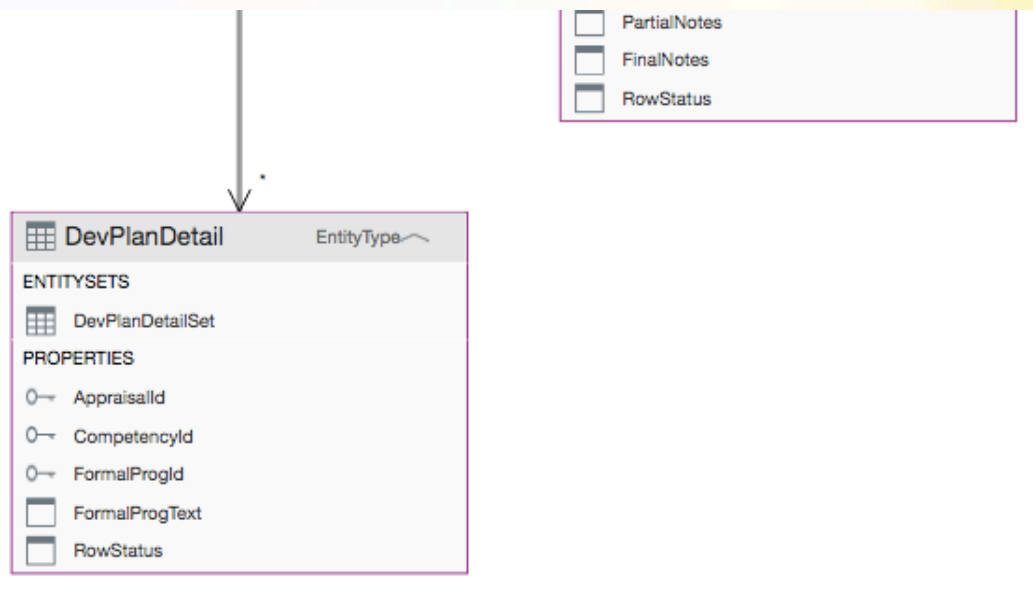 PartialNotes
FinalNotes
RowStatus
*
DevPlanDetail EntityType
ENTITYSETS
DevPlanDetailSet
PROPERTIES
AppraisalId
CompetencyId
FormalProgId
FormalProgText
RowStatus